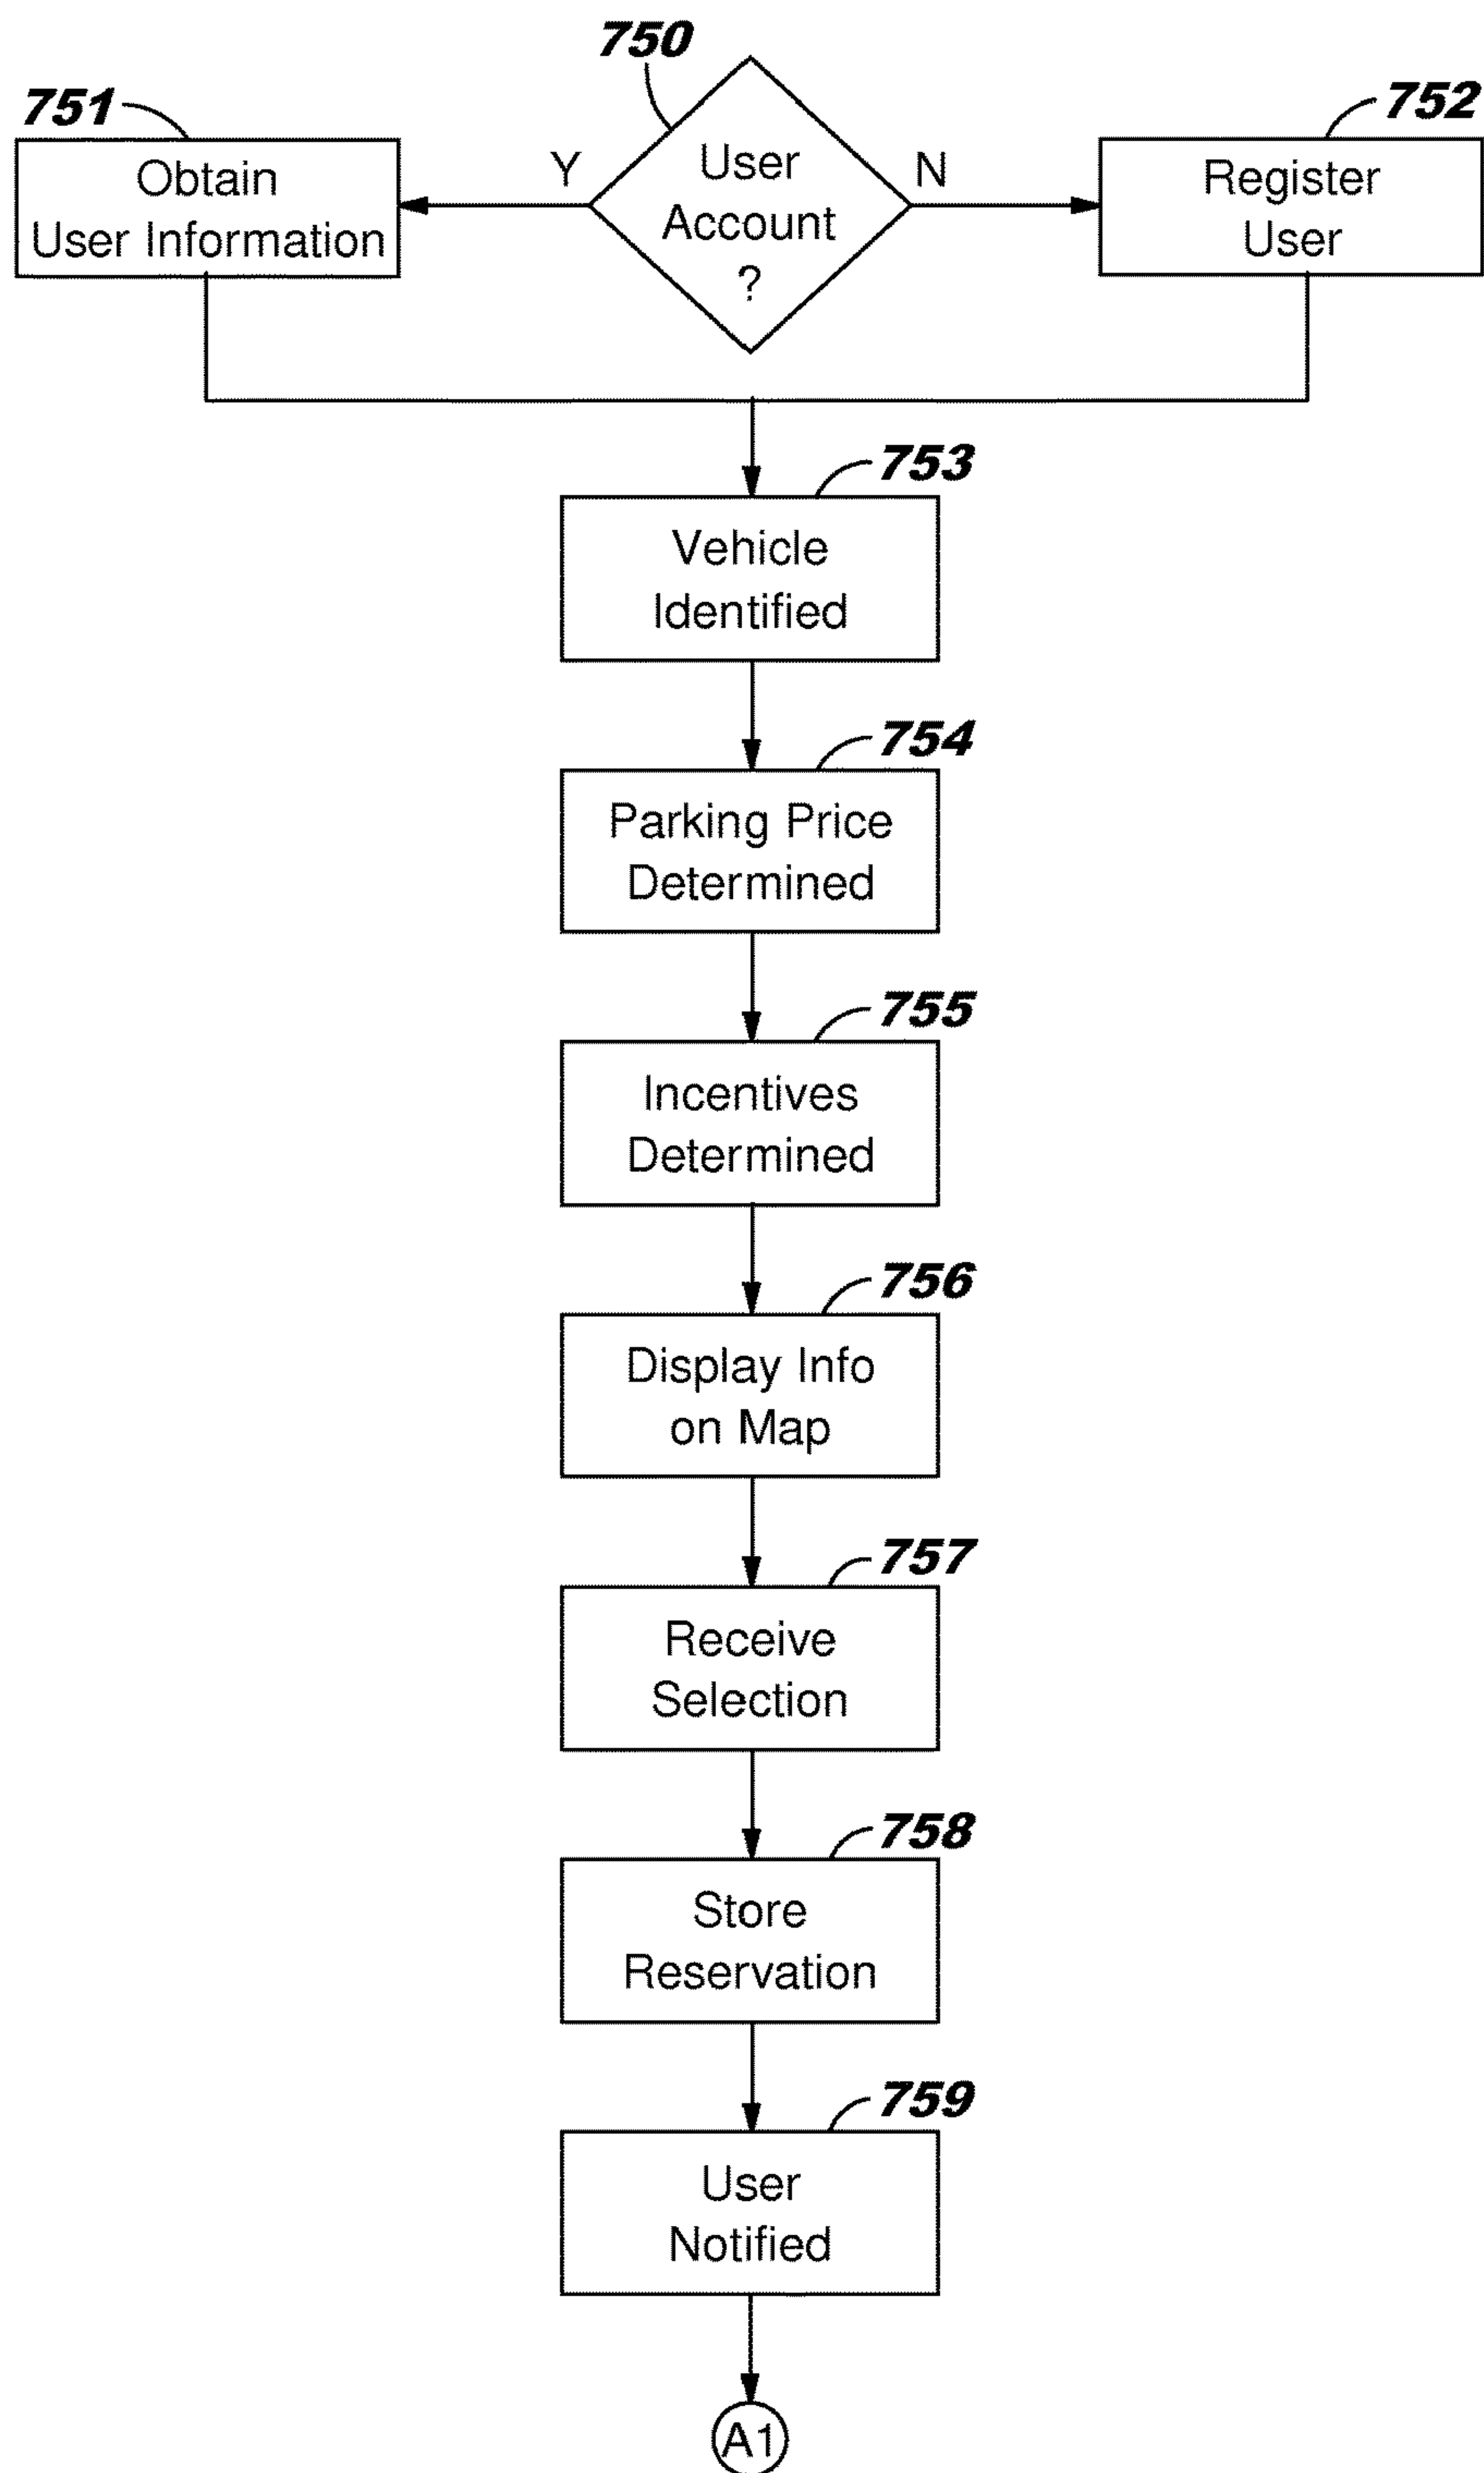 750
751
752
User
Account
?
Y
N
Obtain
User Information
Register
User
753
Vehicle
Identified
754
Parking Price
Determined
755
Incentives
Determined
756
Display Info
on Map
757
Receive
Selection
758
Store
Reservation
759
User
Notified
A1